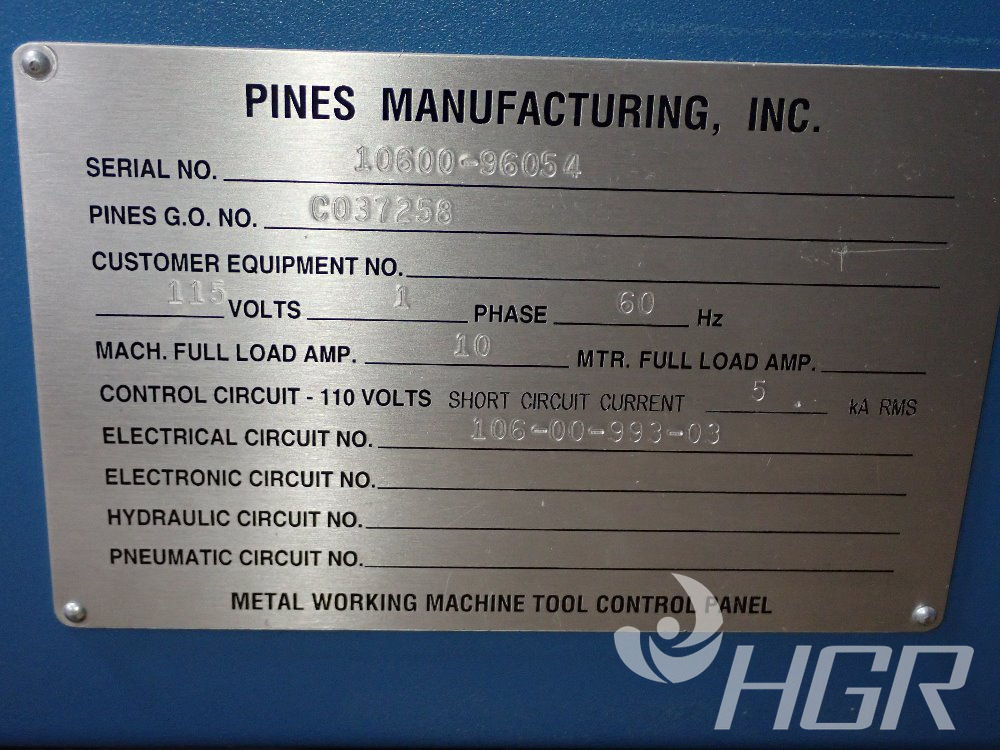 PINES MANUFACTURING, INC.
SERIAL NO. 10600-96054
PINES G.O. NO. C037258
CUSTOMER EQUIPMENT NO.
115 VOLTS 1 PHASE 60 Hz
MACH. FULL LOAD AMP. 10 MTR. FULL LOAD AMP.
CONTROL CIRCUIT - 110 VOLTS SHORT CIRCUIT CURRENT 5 kA RMS
ELECTRICAL CIRCUIT NO. 106-00-993-03
ELECTRONIC CIRCUIT NO.
HYDRAULIC CIRCUIT NO.
PNEUMATIC CIRCUIT NO.
METAL WORKING MACHINE TOOL CONTROL PANEL
HGR